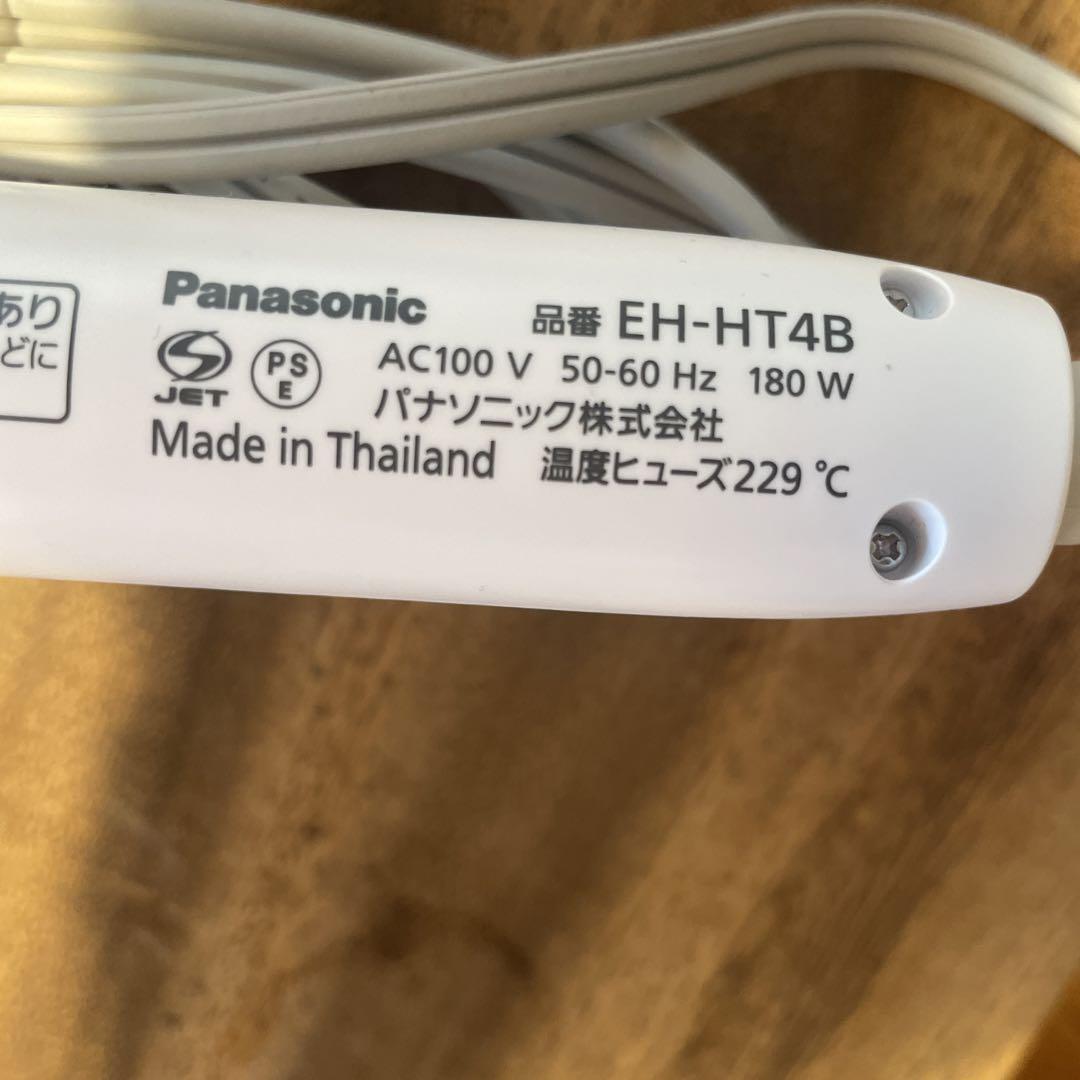 あり
どに
Panasonic
品番 EH-HT4B
JET
PS
E
AC100 V 50-60 Hz 180 W
パナソニック株式会社
Made in Thailand 温度ヒューズ229 ℃